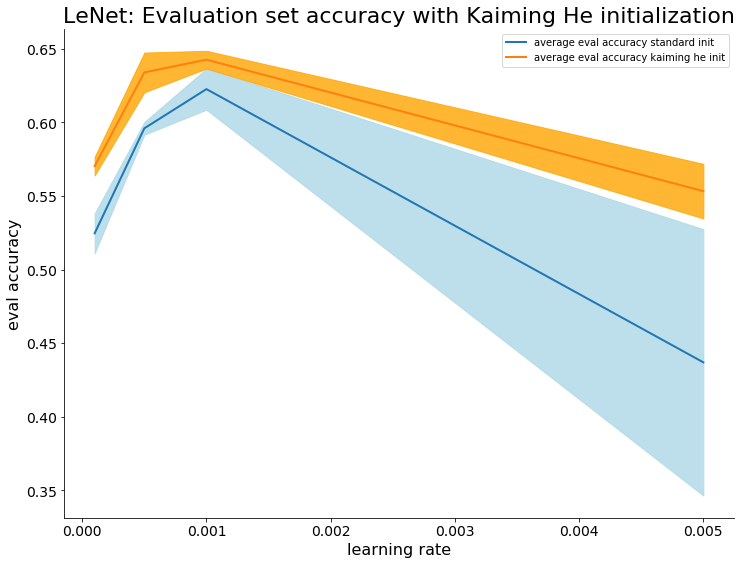 LeNet: Evaluation set accuracy with Kaiming He initialization
average eval accuracy standard init
average eval accuracy kaiming he init
eval accuracy
0.65
0.60
0.55
0.50
0.45
0.40
0.35
0.000
0.001
0.002
0.003
0.004
0.005
learning rate